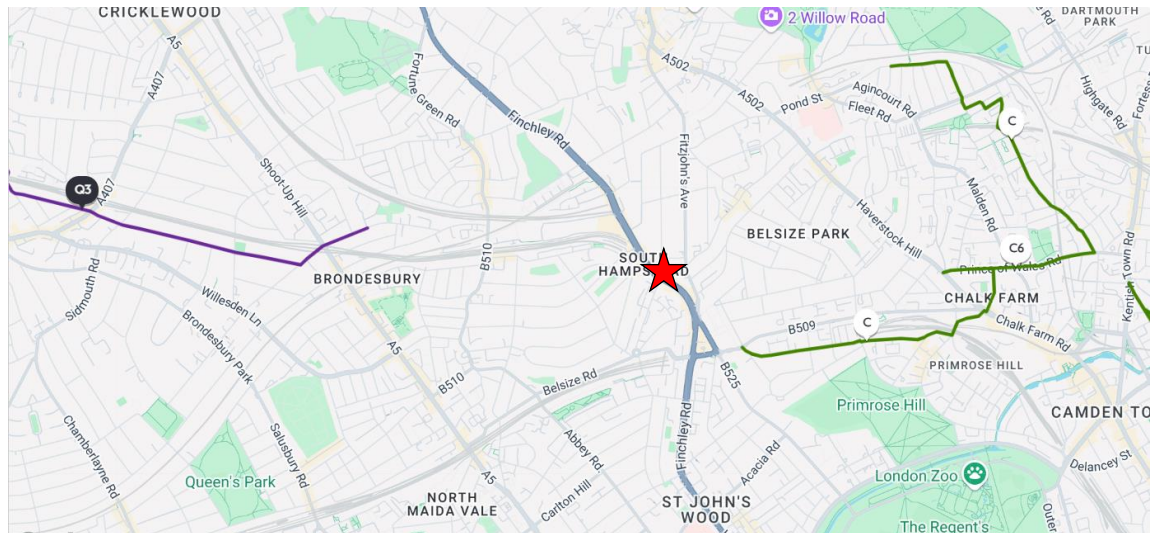 CRICKLEWOOD
A5
2 Willow Road
DARTMOUTH
PARK
A502
A407
Fortune Green Rd
A502
Agincourt Rd
Pond St
Fleet Rd
Highgate Rd
Finchley Rd
C
Fitzjohn's Ave
Shoot-Up Hill
Q3
A407
Malden Rd
Haverstock Hill
BELSIZE PARK
B510
C6
SOUTH
HAMPSTEAD
Prince of Wales Rd
BRONDESBURY
Sidmouth Rd
Willesden Ln
CHALK FARM
Kentish Town Rd
Brondesbury Park
C
B509
Chalk Farm Rd
A5
PRIMROSE HILL
B510
Belsize Rd
B525
Primrose Hill
CAMDEN TO
Chamberlayne Rd
Salusbury Rd
Finchley Rd
Abbey Rd
Acacia Rd
Delancey St
Queen's Park
A5
London Zoo
Carlton Hill
NORTH
MAIDA VALE
ST JOHN'S
WOOD
Outer
The Regent's